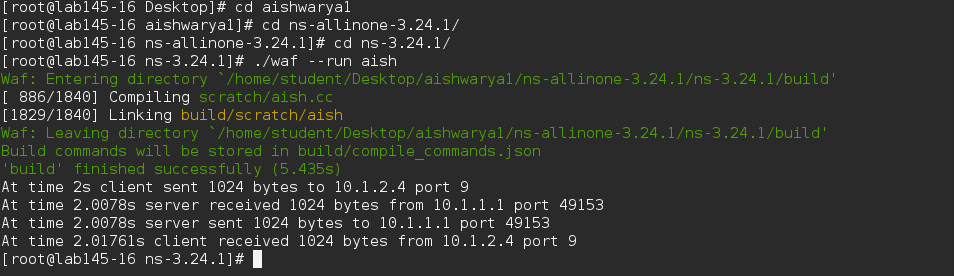 [root@lab145-16 Desktop]# cd aishwarya1
[root@lab145-16 aishwarya1]# cd ns-allinone-3.24.1/
[root@lab145-16 ns-allinone-3.24.1]# cd ns-3.24.1/
[root@lab145-16 ns-3.24.1]# ./waf --run aish
Waf: Entering directory `/home/student/Desktop/aishwarya1/ns-allinone-3.24.1/ns-3.24.1/build'
[ 886/1840] Compiling scratch/aish.cc
[1829/1840] Linking build/scratch/aish
Waf: Leaving directory `/home/student/Desktop/aishwarya1/ns-allinone-3.24.1/ns-3.24.1/build'
Build commands will be stored in build/compile_commands.json
'build' finished successfully (5.435s)
At time 2s client sent 1024 bytes to 10.1.2.4 port 9
At time 2.0078s server received 1024 bytes from 10.1.1.1 port 49153
At time 2.0078s server sent 1024 bytes to 10.1.1.1 port 49153
At time 2.01761s client received 1024 bytes from 10.1.2.4 port 9
[root@lab145-16 ns-3.24.1]#